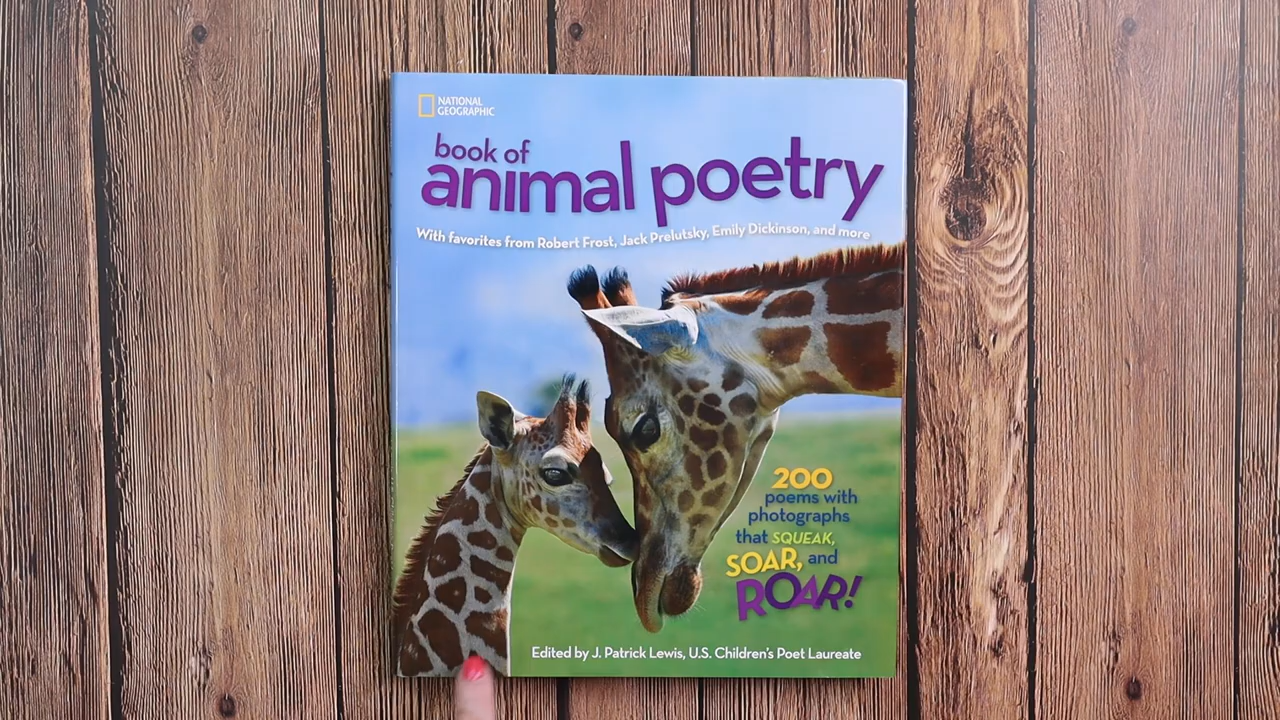 NATIONAL
GEOGRAPHIC
book of
animal poetry
With favorites from Robert Frost, Jack Prelutsky, Emily Dickinson, and more
200
poems with
photographs
that SQUEAK,
SOAR, and
ROAR!
Edited by J. Patrick Lewis, U.S. Children's Poet Laureate